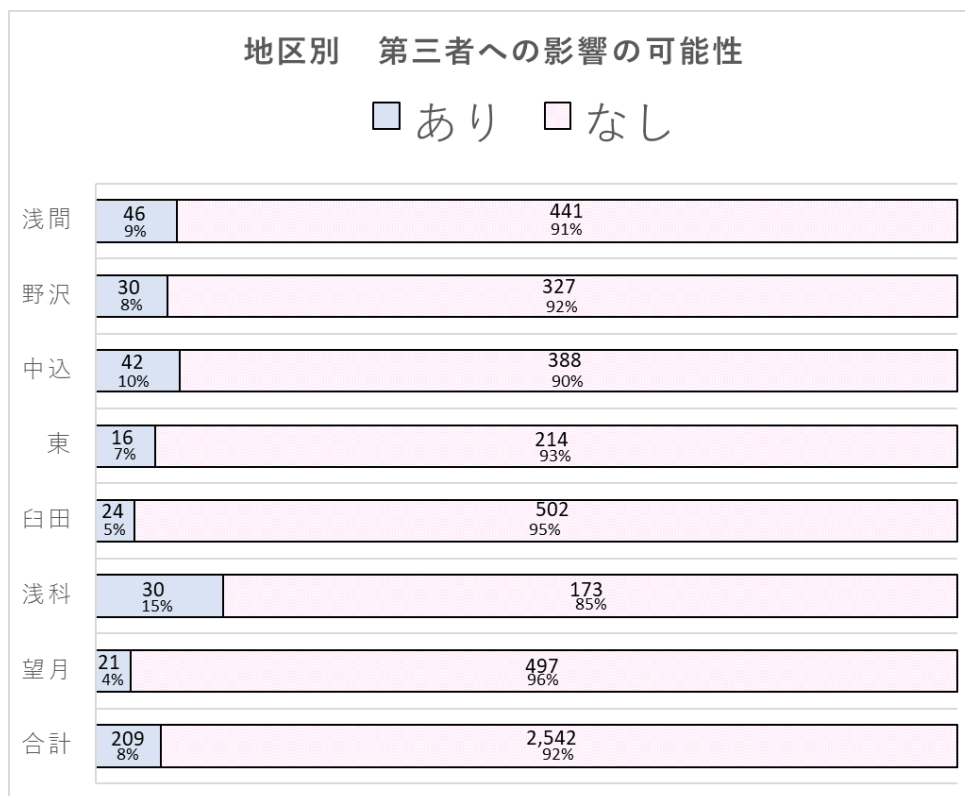 地区別　第三者への影響の可能性
あり なし
浅間 46 441
9% 91%
野沢 30 327
8% 92%
中込 42 388
10% 90%
東 16 214
7% 93%
臼田 24 502
5% 95%
浅科 30 173
15% 85%
望月 21 497
4% 96%
合計 209 2,542
8% 92%